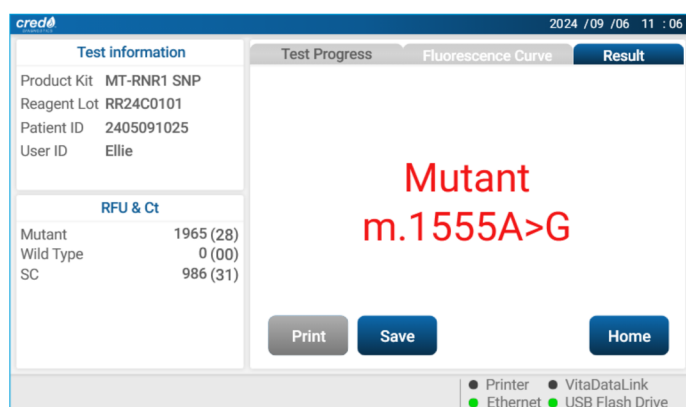 credo
DIAGNOSTICS
2024 /09 /06 11 : 06
Test information
Product Kit MT-RNR1 SNP
Reagent Lot RR24C0101
Patient ID 2405091025
User ID Ellie
RFU & Ct
Mutant 1965 (28)
Wild Type 0 (00)
SC 986 (31)
Test Progress Fluorescence Curve Result
Mutant
m.1555A>G
Print Save Home
Printer VitaDataLink
Ethernet USB Flash Drive